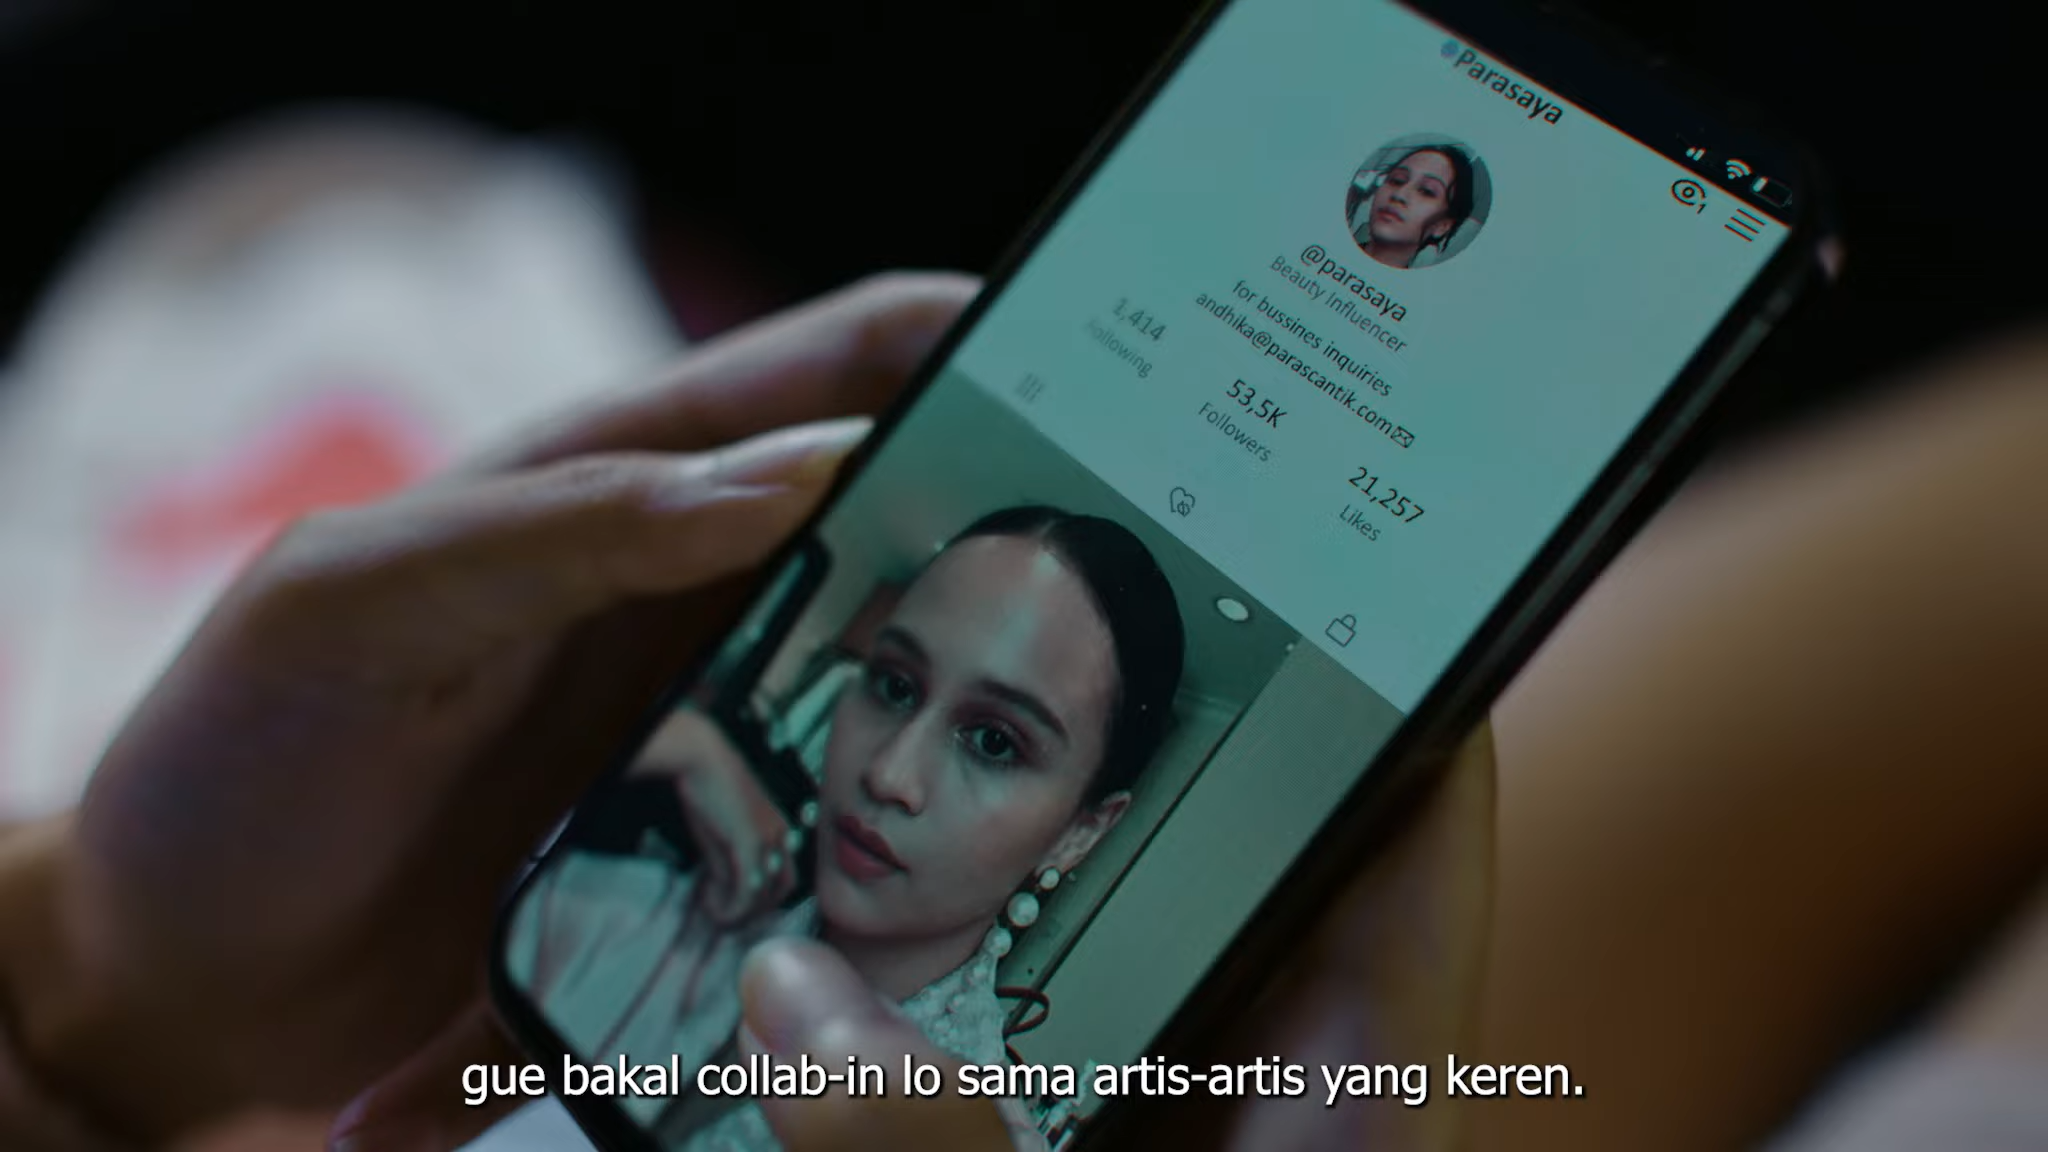 Parasaya
@parasaya
Beauty Influencer
for bussines inquiries
andhika@parascantik.com
1,414
Following
53,5K
Followers
21,257
Likes
gue bakal collab-in lo sama artis-artis yang keren.